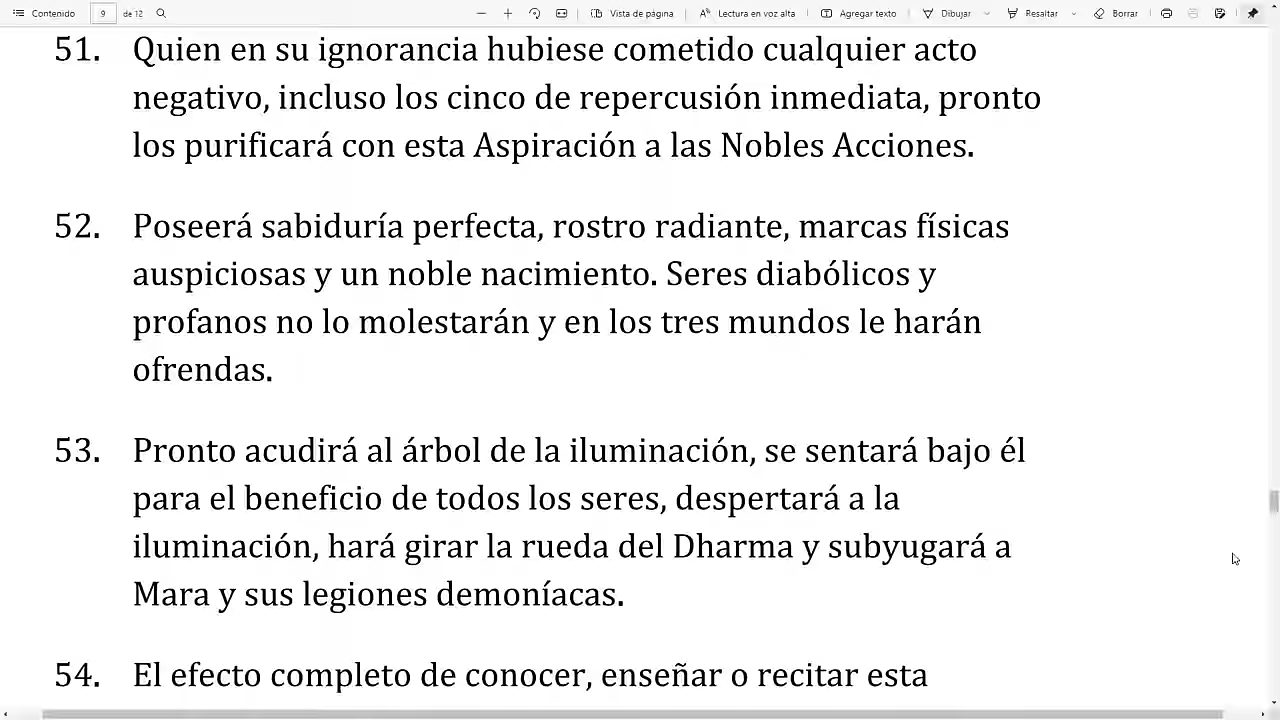 Contenido 9 de 12 Vista de página Lectura en voz alta Agregar texto Dibujar Resaltar Borrar
51. Quien en su ignorancia hubiese cometido cualquier acto
negativo, incluso los cinco de repercusión inmediata, pronto
los purificará con esta Aspiración a las Nobles Acciones.
52. Poseerá sabiduría perfecta, rostro radiante, marcas físicas
auspiciosas y un noble nacimiento. Seres diabólicos y
profanos no lo molestarán y en los tres mundos le harán
ofrendas.
53. Pronto acudirá al árbol de la iluminación, se sentará bajo él
para el beneficio de todos los seres, despertará a la
iluminación, hará girar la rueda del Dharma y subyugará a
Mara y sus legiones demoníacas.
54. El efecto completo de conocer, enseñar o recitar esta